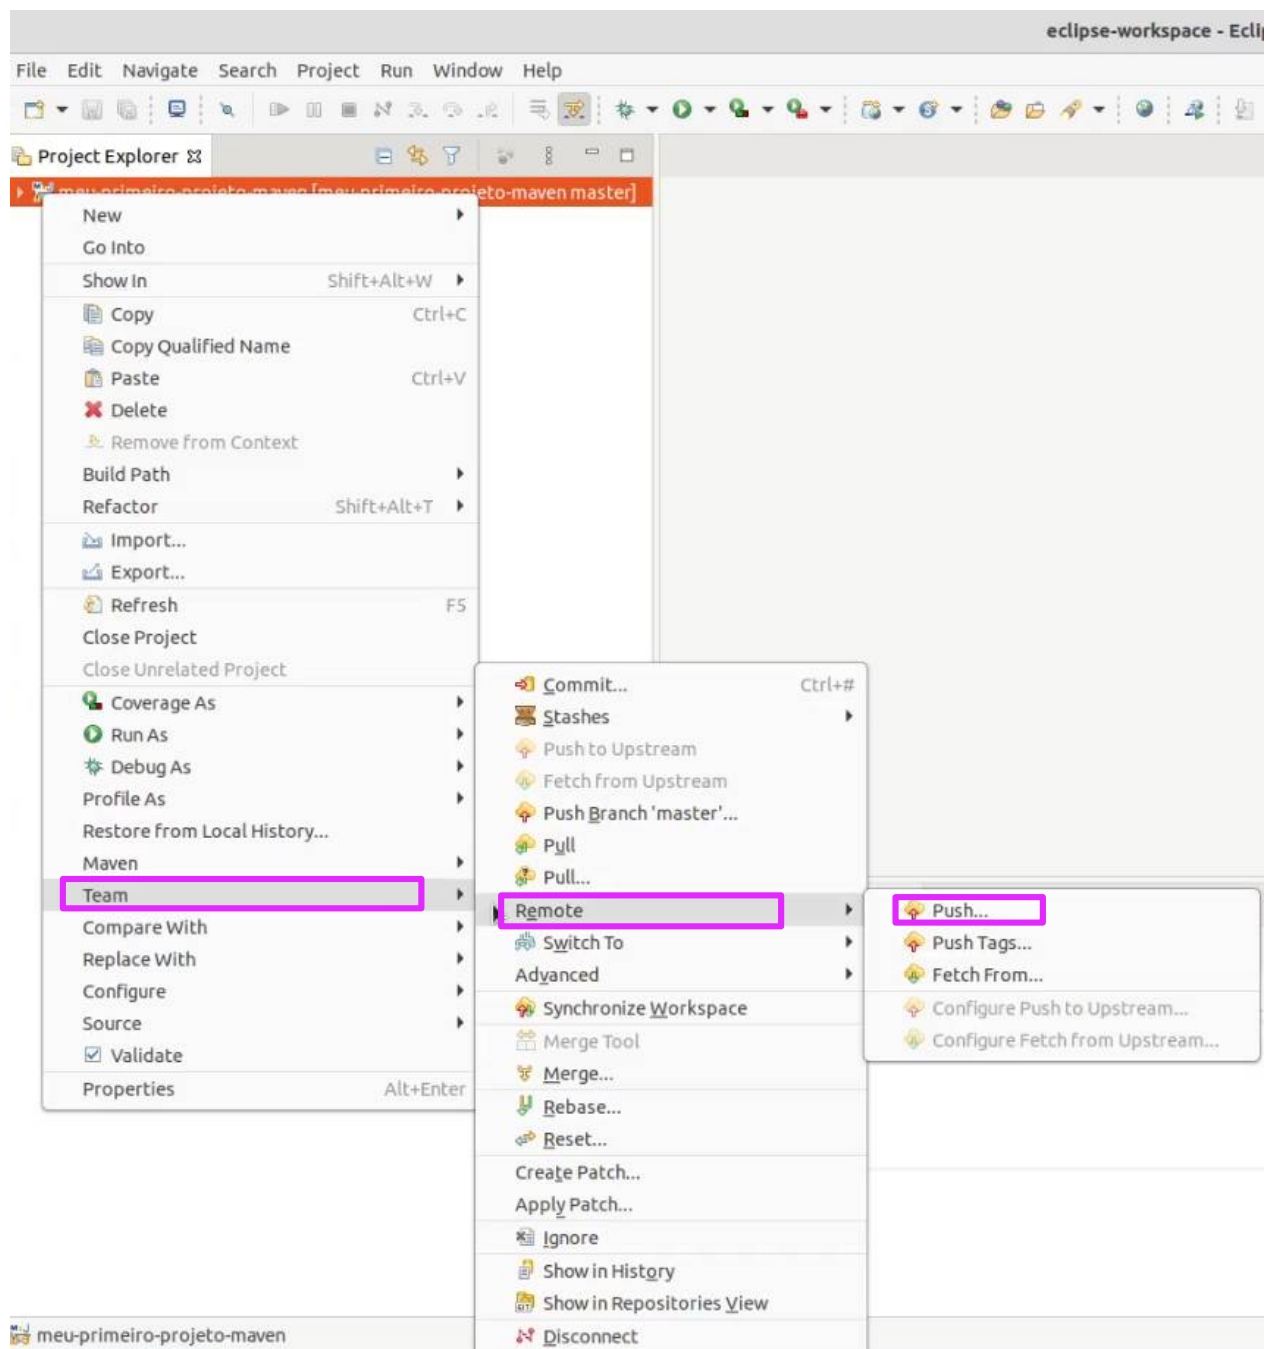 eclipse-workspace - Ecli
File Edit Navigate Search Project Run Window Help
Project Explorer
meu-primeiro-projeto-maven [meu-primeiro-projeto-maven master]
New
Go Into
Show In Shift+Alt+W
Copy Ctrl+C
Copy Qualified Name
Paste Ctrl+V
Delete
Remove from Context
Build Path
Refactor Shift+Alt+T
Import...
Export...
Refresh F5
Close Project
Close Unrelated Project
Coverage As
Run As
Debug As
Profile As
Restore from Local History...
Maven
Team
Compare With
Replace With
Configure
Source
Validate
Properties Alt+Enter
Commit... Ctrl+#
Stashes
Push to Upstream
Fetch from Upstream
Push Branch 'master'...
Pull
Pull...
Remote
Switch To
Advanced
Synchronize Workspace
Merge Tool
Merge...
Rebase...
Reset...
Create Patch...
Apply Patch...
Ignore
Show in History
Show in Repositories View
Disconnect
Push...
Push Tags...
Fetch From...
Configure Push to Upstream...
Configure Fetch from Upstream...
meu-primeiro-projeto-maven